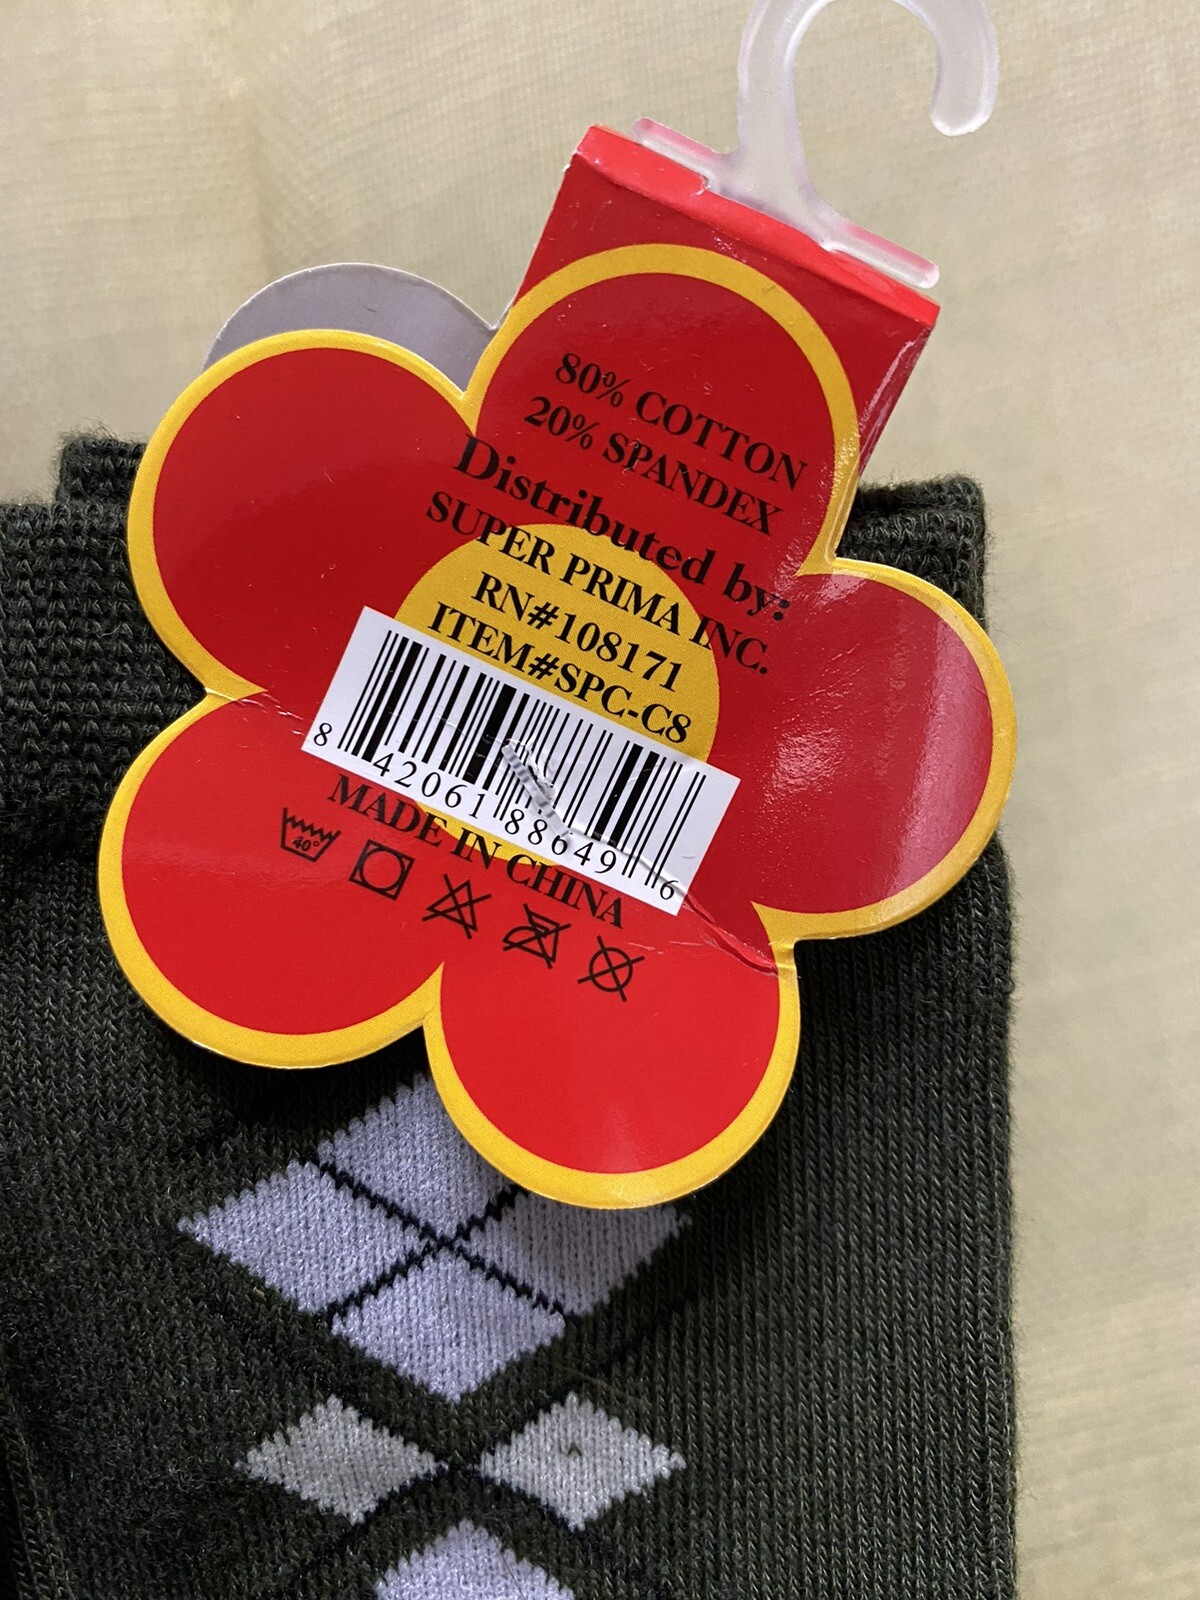 80% COTTON
20% SPANDEX
Distributed by:
SUPER PRIMA INC.
RN#108171
ITEM#SPC-C8
8 42061 88649 6
MADE IN CHINA
40°